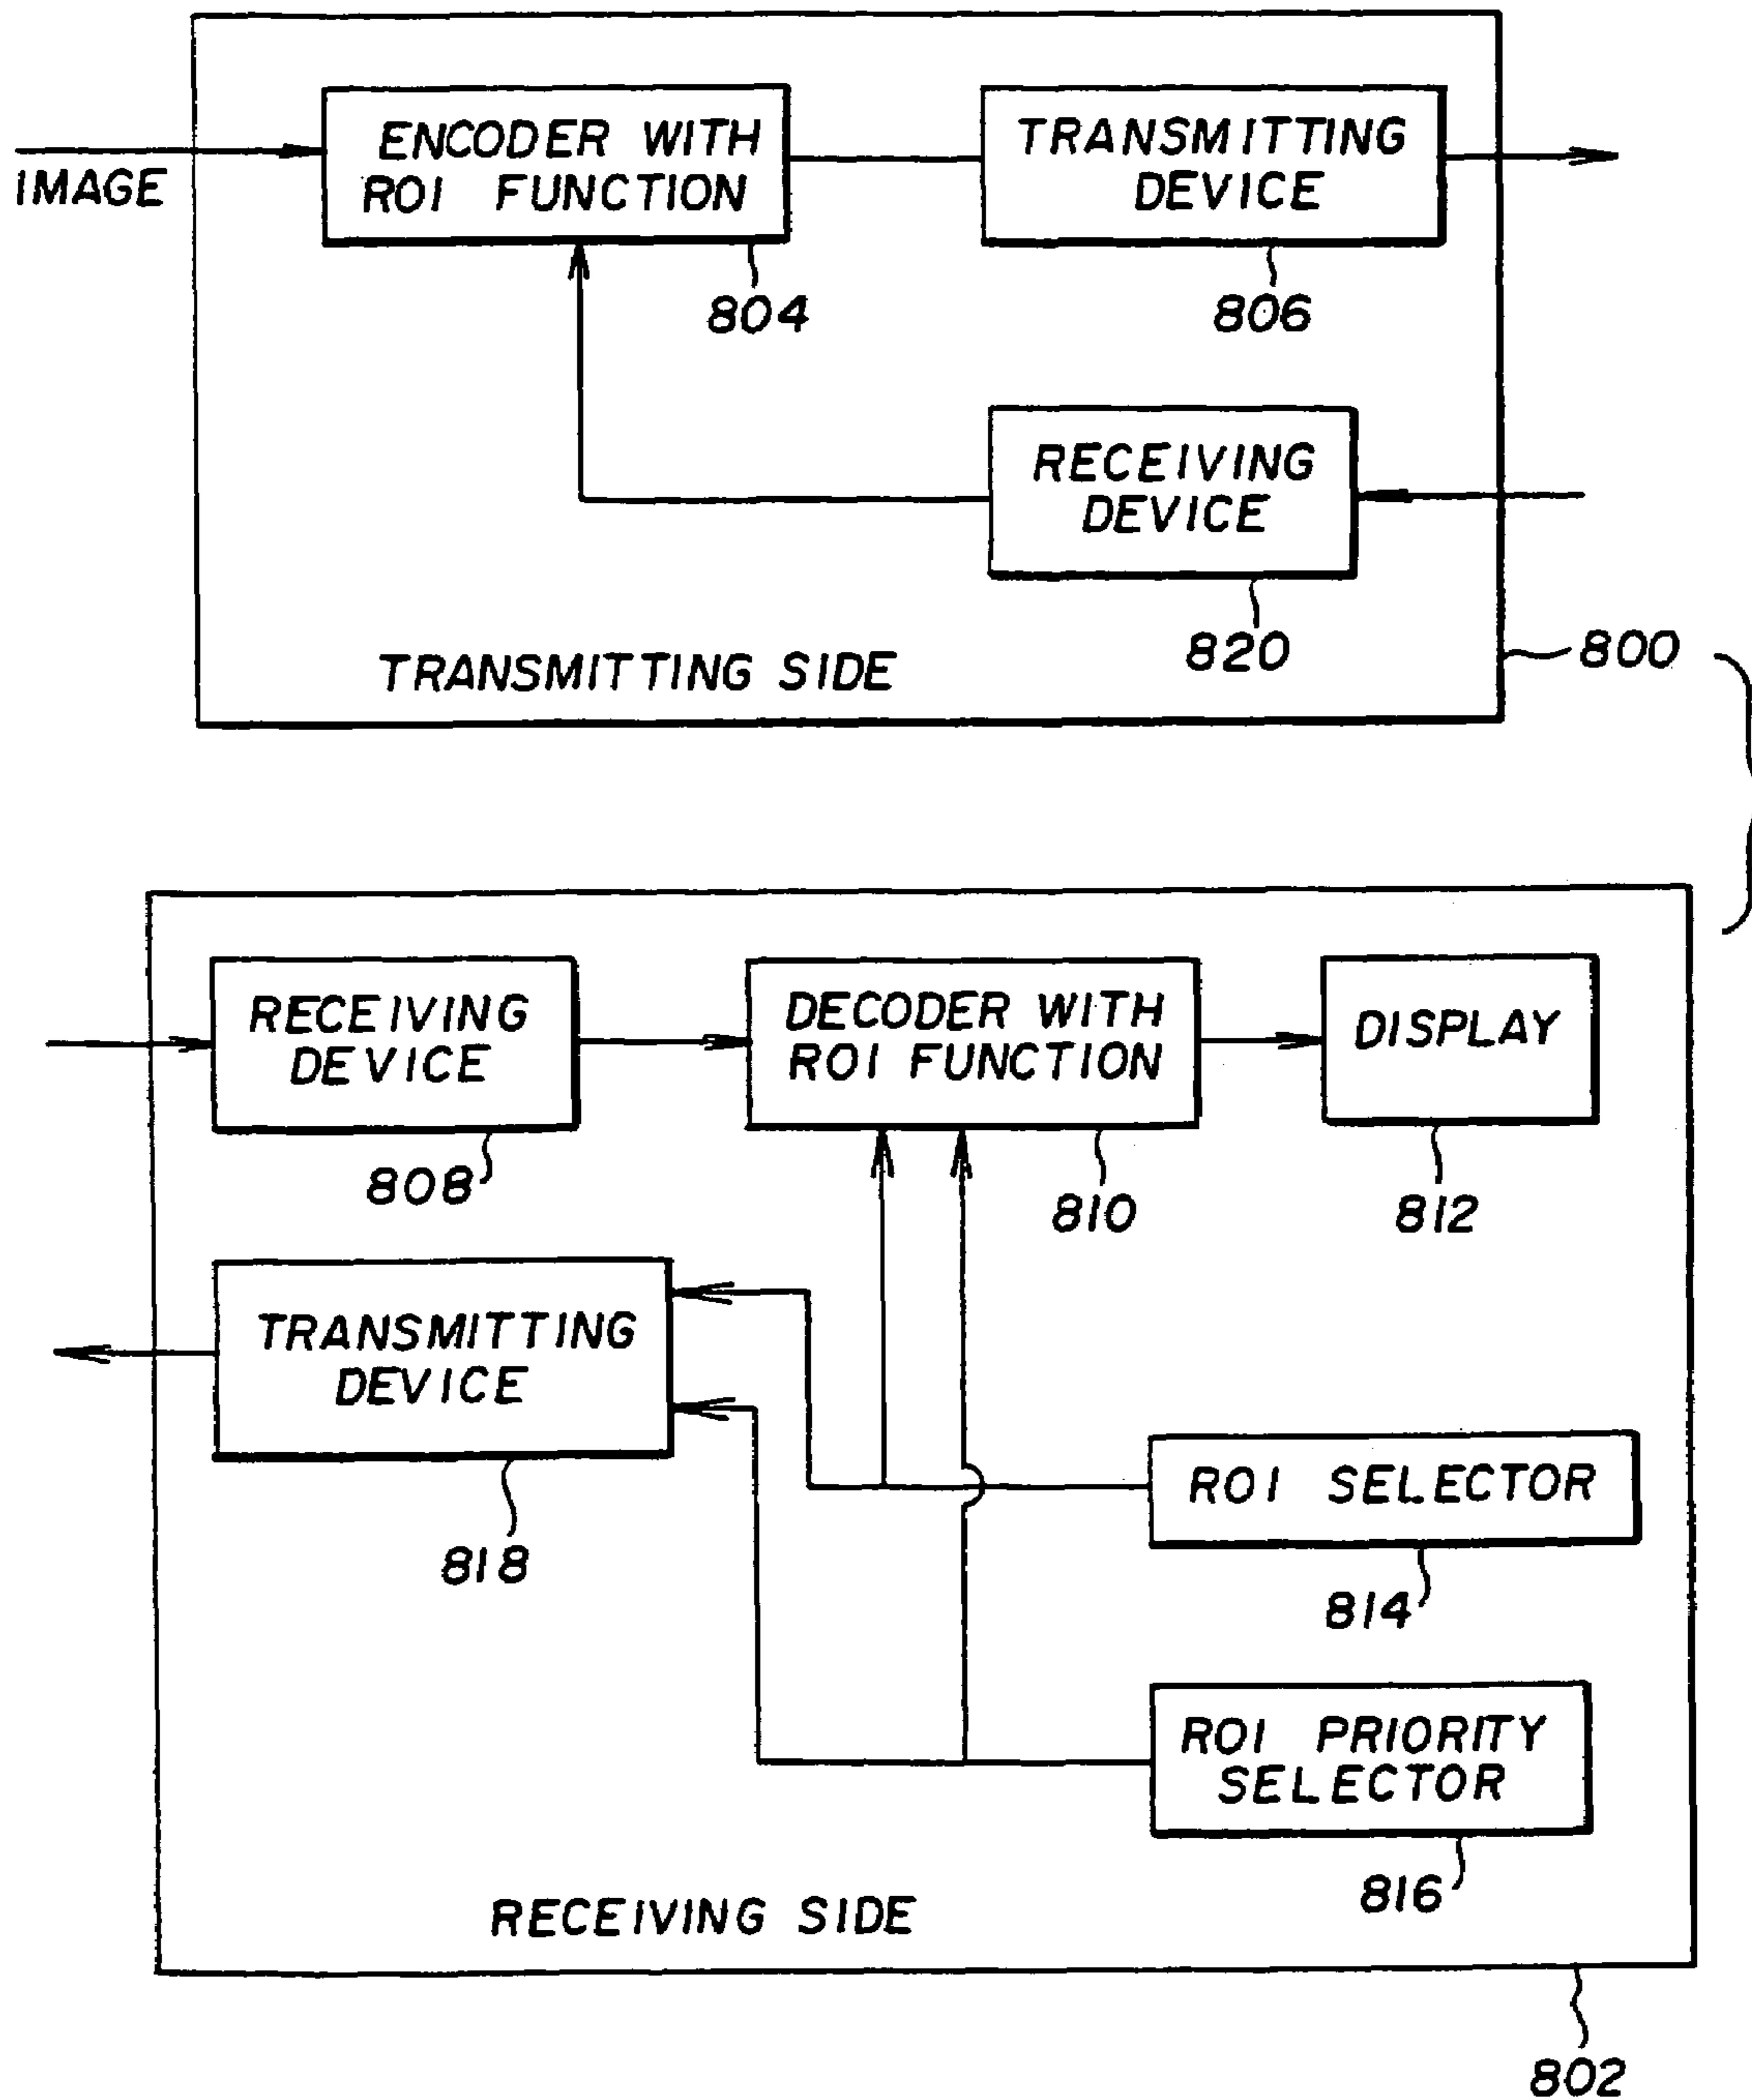 IMAGE
ENCODER WITH
ROI FUNCTION
804
TRANSMITTING
DEVICE
806
RECEIVING
DEVICE
820
TRANSMITTING SIDE
800
RECEIVING
DEVICE
808
DECODER WITH
ROI FUNCTION
810
DISPLAY
812
TRANSMITTING
DEVICE
818
ROI SELECTOR
814
ROI PRIORITY
SELECTOR
816
RECEIVING SIDE
802